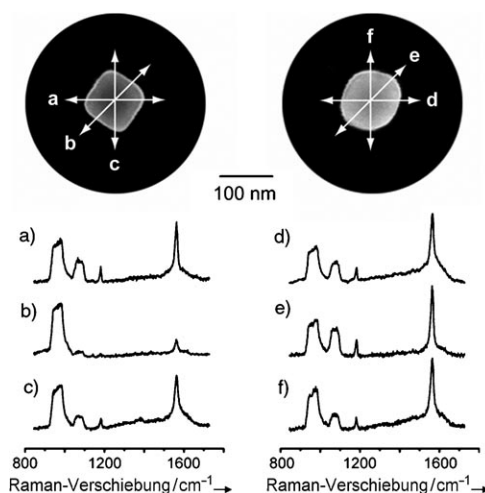 f
e
a
d
b
c
100 nm
a)
d)
b)
e)
c)
f)
800 1200 1600
800 1200 1600
Raman-Verschiebung/cm⁻¹
Raman-Verschiebung/cm⁻¹